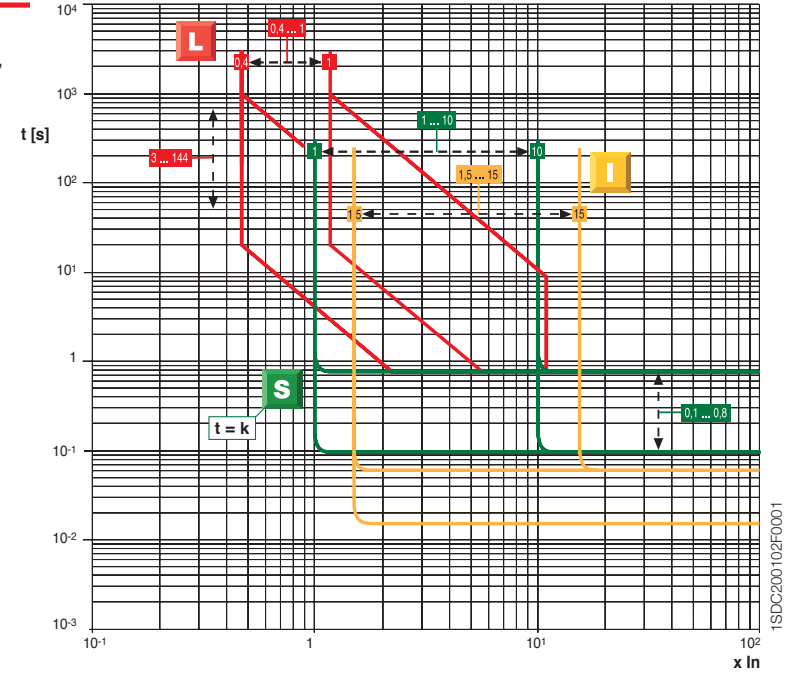 ,
10⁴
L
0,4 ... 1
0,4
1
10³
t [s]
1 ... 10
1
10
3 ... 144
1,5 ... 15
I
10²
1 5
15
10¹
1
S
0,1 ... 0,8
t = k
10⁻¹
10⁻²
10⁻³
10⁻¹
1
10¹
10²
x In
1SDC200102F0001